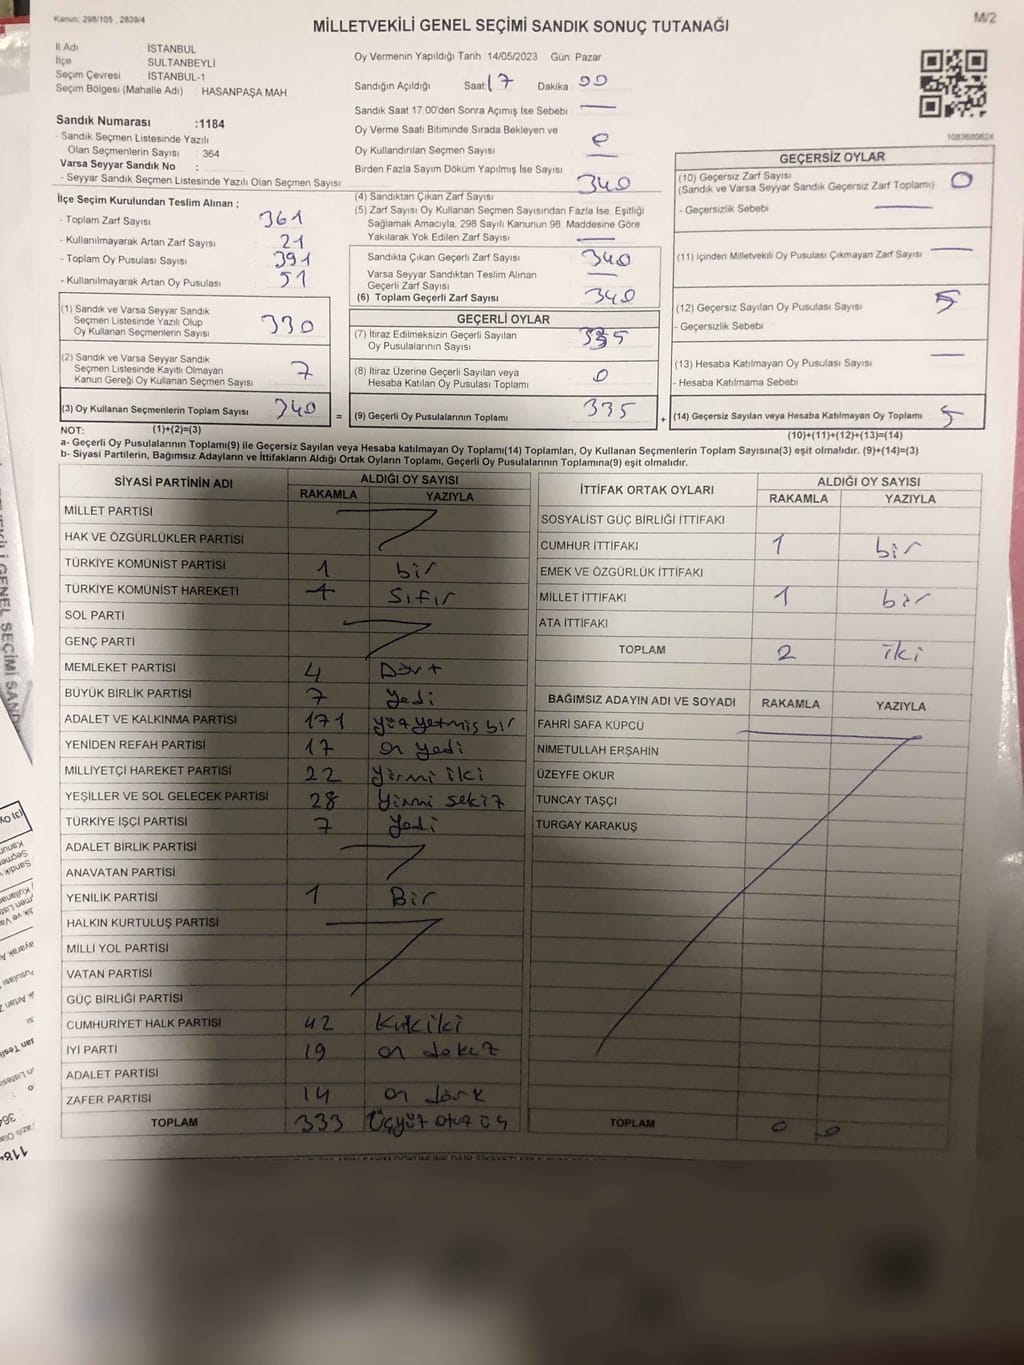 Kanun: 298/105 , 2839/4
M/2
MİLLETVEKİLİ GENEL SEÇİMİ SANDIK SONUÇ TUTANAĞI
İl Adı İSTANBUL
İlçe SULTANBEYLİ
Seçim Çevresi İSTANBUL-1
Seçim Bölgesi (Mahalle Adı) : HASANPAŞA MAH
Oy Vermenin Yapıldığı Tarih :14/05/2023 Gün: Pazar
Sandığın Açıldığı Saat 17 Dakika 00
Sandık Saat 17 00'den Sonra Açımış İse Sebebi
Oy Verme Saati Bitiminde Sırada Bekleyen ve
Oy Kullandırılan Seçmen Sayısı
Birden Fazla Sayım Döküm Yapılmış İse Sayısı
Sandık Numarası :1184
- Sandık Seçmen Listesinde Yazılı
Olan Seçmenlerin Sayısı : 364
Varsa Seyyar Sandık No :
- Seyyar Sandık Seçmen Listesinde Yazılı Olan Seçmen Sayısı:
İlçe Seçim Kurulundan Teslim Alınan ;
- Toplam Zarf Sayısı 361
- Kullanılmayarak Artan Zarf Sayısı 21
- Toplam Oy Pusulası Sayısı 391
- Kullanılmayarak Artan Oy Pusulası 51
(1) Sandık ve Varsa Seyyar Sandık
Seçmen Listesinde Yazılı Olup
Oy Kullanan Seçmenlerin Sayısı 330
(2) Sandık ve Varsa Seyyar Sandık
Seçmen Listesinde Kayıtlı Olmayan
Kanun Gereği Oy Kullanan Seçmen Sayısı 7
(3) Oy Kullanan Seçmenlerin Toplam Sayısı 340
(4) Sandıktan Çıkan Zarf Sayısı 340
(5) Zarf Sayısı Oy Kullanan Seçmen Sayısından Fazla İse, Eşitliği
Sağlamak Amacıyla, 298 Sayılı Kanunun 98. Maddesine Göre
Yakılarak Yok Edilen Zarf Sayısı
Sandıkta Çıkan Geçerli Zarf Sayısı 340
Varsa Seyyar Sandıktan Teslim Alınan
Geçerli Zarf Sayısı
(6) Toplam Geçerli Zarf Sayısı 340
GEÇERLİ OYLAR
(7) İtiraz Edilmeksizin Geçerli Sayılan
Oy Pusulalarının Sayısı 335
(8) İtiraz Üzerine Geçerli Sayılan veya
Hesaba Katılan Oy Pusulası Toplamı 0
= (9) Geçerli Oy Pusulalarının Toplamı 335
1083689624
GEÇERSİZ OYLAR
(10) Geçersiz Zarf Sayısı
(Sandık ve Varsa Seyyar Sandık Geçersiz Zarf Toplamı) 0
- Geçersizlik Sebebi
(11) İçinden Milletvekili Oy Pusulası Çıkmayan Zarf Sayısı
(12) Geçersiz Sayılan Oy Pusulası Sayısı 5
- Geçersizlik Sebebi
(13) Hesaba Katılmayan Oy Pusulası Sayısı
- Hesaba Katılmama Sebebi
+ (14) Geçersiz Sayılan veya Hesaba Katılmayan Oy Toplamı 5
NOT: (1)+(2)=(3)
(10)+(11)+(12)+(13)=(14)
a- Geçerli Oy Pusulalarının Toplamı(9) ile Geçersiz Sayılan veya Hesaba katılmayan Oy Toplamı(14) Toplamları, Oy Kullanan Seçmenlerin Toplam Sayısına(3) eşit olmalıdır. (9)+(14)=(3)
b- Siyasi Partilerin, Bağımsız Adayların ve İttifakların Aldığı Ortak Oyların Toplamı, Geçerli Oy Pusulalarının Toplamına(9) eşit olmalıdır.
SİYASİ PARTİNİN ADI ALDIĞI OY SAYISI
RAKAMLA YAZIYLA
MİLLET PARTİSİ
HAK VE ÖZGÜRLÜKLER PARTİSİ
TÜRKİYE KOMÜNİST PARTİSİ 1 bir
TÜRKİYE KOMÜNİST HAREKETİ Sıfır
SOL PARTİ
GENÇ PARTİ
MEMLEKET PARTİSİ 4 Dört
BÜYÜK BİRLİK PARTİSİ 7 yedi
ADALET VE KALKINMA PARTİSİ 171 yüz yetmiş bir
YENİDEN REFAH PARTİSİ 17 on yedi
MİLLİYETÇİ HAREKET PARTİSİ 22 yirmi iki
YEŞİLLER VE SOL GELECEK PARTİSİ 28 yirmi sekiz
TÜRKİYE İŞÇİ PARTİSİ 7 yedi
ADALET BİRLİK PARTİSİ
ANAVATAN PARTİSİ
YENİLİK PARTİSİ 1 Bir
HALKIN KURTULUŞ PARTİSİ
MİLLİ YOL PARTİSİ
VATAN PARTİSİ
GÜÇ BİRLİĞİ PARTİSİ
CUMHURİYET HALK PARTİSİ 42 Kırkiki
İYİ PARTİ 19 on dokuz
ADALET PARTİSİ
ZAFER PARTİSİ 14 on dört
TOPLAM 333 Üçyüz otuz üç
İTTİFAK ORTAK OYLARI ALDIĞI OY SAYISI
RAKAMLA YAZIYLA
SOSYALİST GÜÇ BİRLİĞİ İTTİFAKI
CUMHUR İTTİFAKI 1 bir
EMEK VE ÖZGÜRLÜK İTTİFAKI
MİLLET İTTİFAKI 1 bir
ATA İTTİFAKI
TOPLAM 2 iki
BAĞIMSIZ ADAYIN ADI VE SOYADI RAKAMLA YAZIYLA
FAHRİ SAFA KÜPCÜ
NİMETULLAH ERŞAHİN
ÜZEYFE OKUR
TUNCAY TAŞÇI
TURGAY KARAKUŞ
TOPLAM 0 0